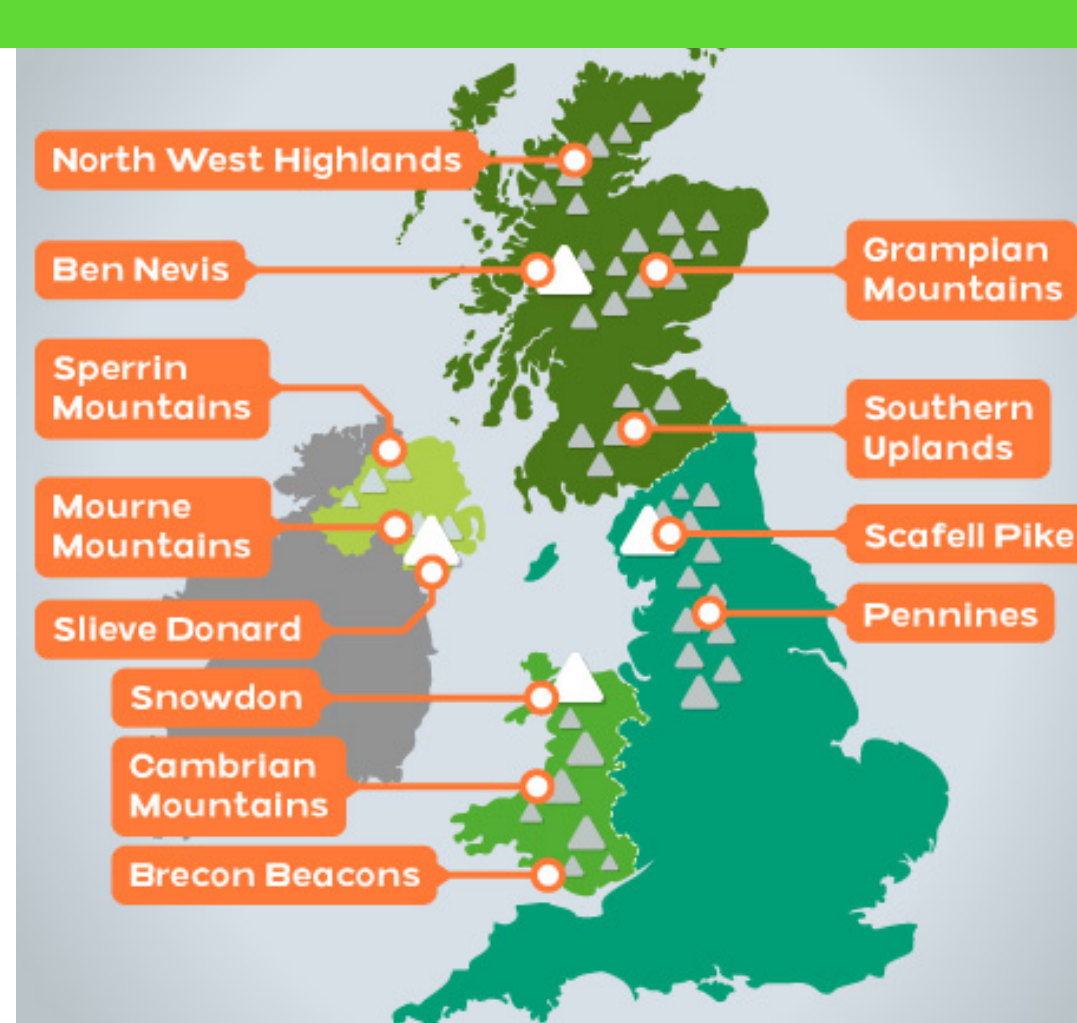 North West Highlands
Ben Nevis
Grampian
Mountains
Sperrin
Mountains
Southern
Uplands
Mourne
Mountains
Scafell Pike
Slieve Donard
Pennines
Snowdon
Cambrian
Mountains
Brecon Beacons